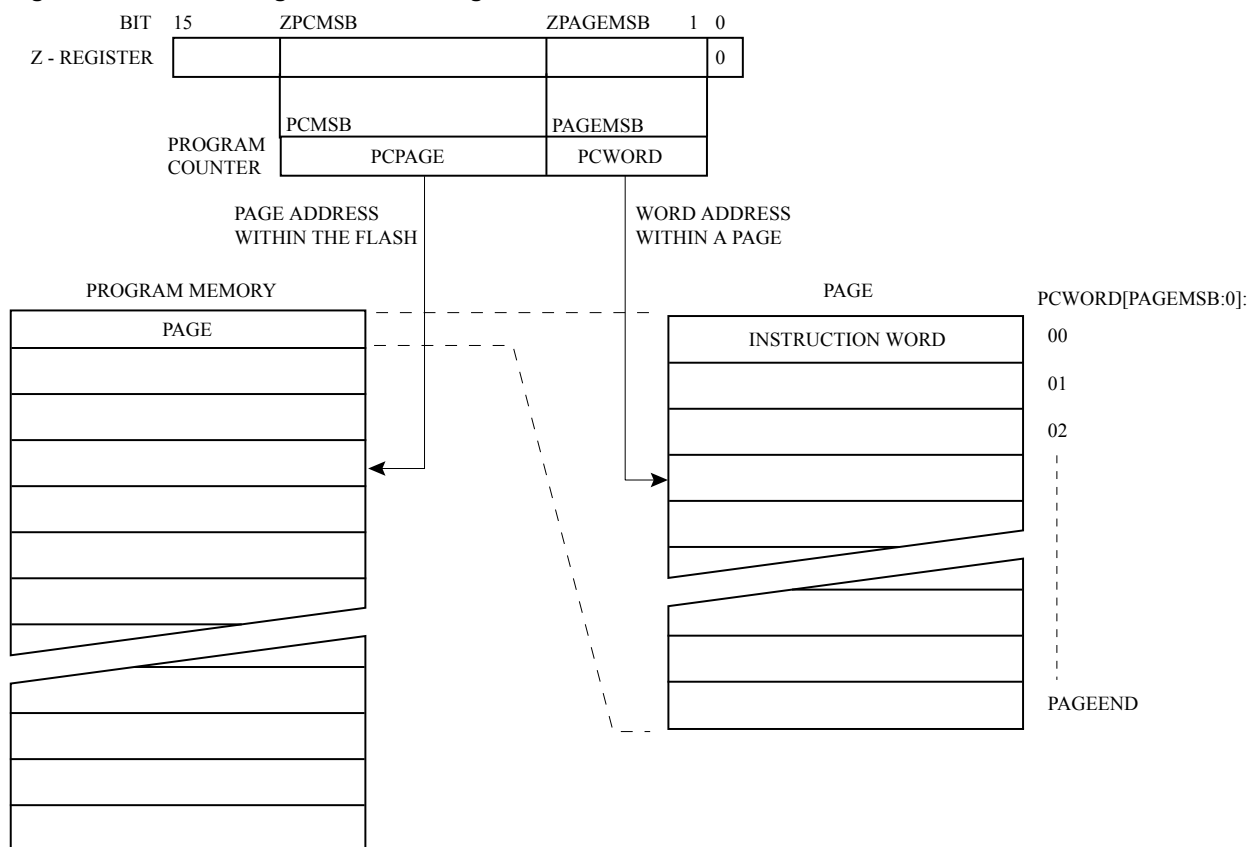 BIT 15 ZPCMSB ZPAGEMSB 1 0
Z - REGISTER 0
PCMSB PAGEMSB
PROGRAM
COUNTER
PCPAGE PCWORD
PAGE ADDRESS
WITHIN THE FLASH
WORD ADDRESS
WITHIN A PAGE
PROGRAM MEMORY
PAGE
PAGE
PCWORD[PAGEMSB:0]:
INSTRUCTION WORD
00
01
02
PAGEEND